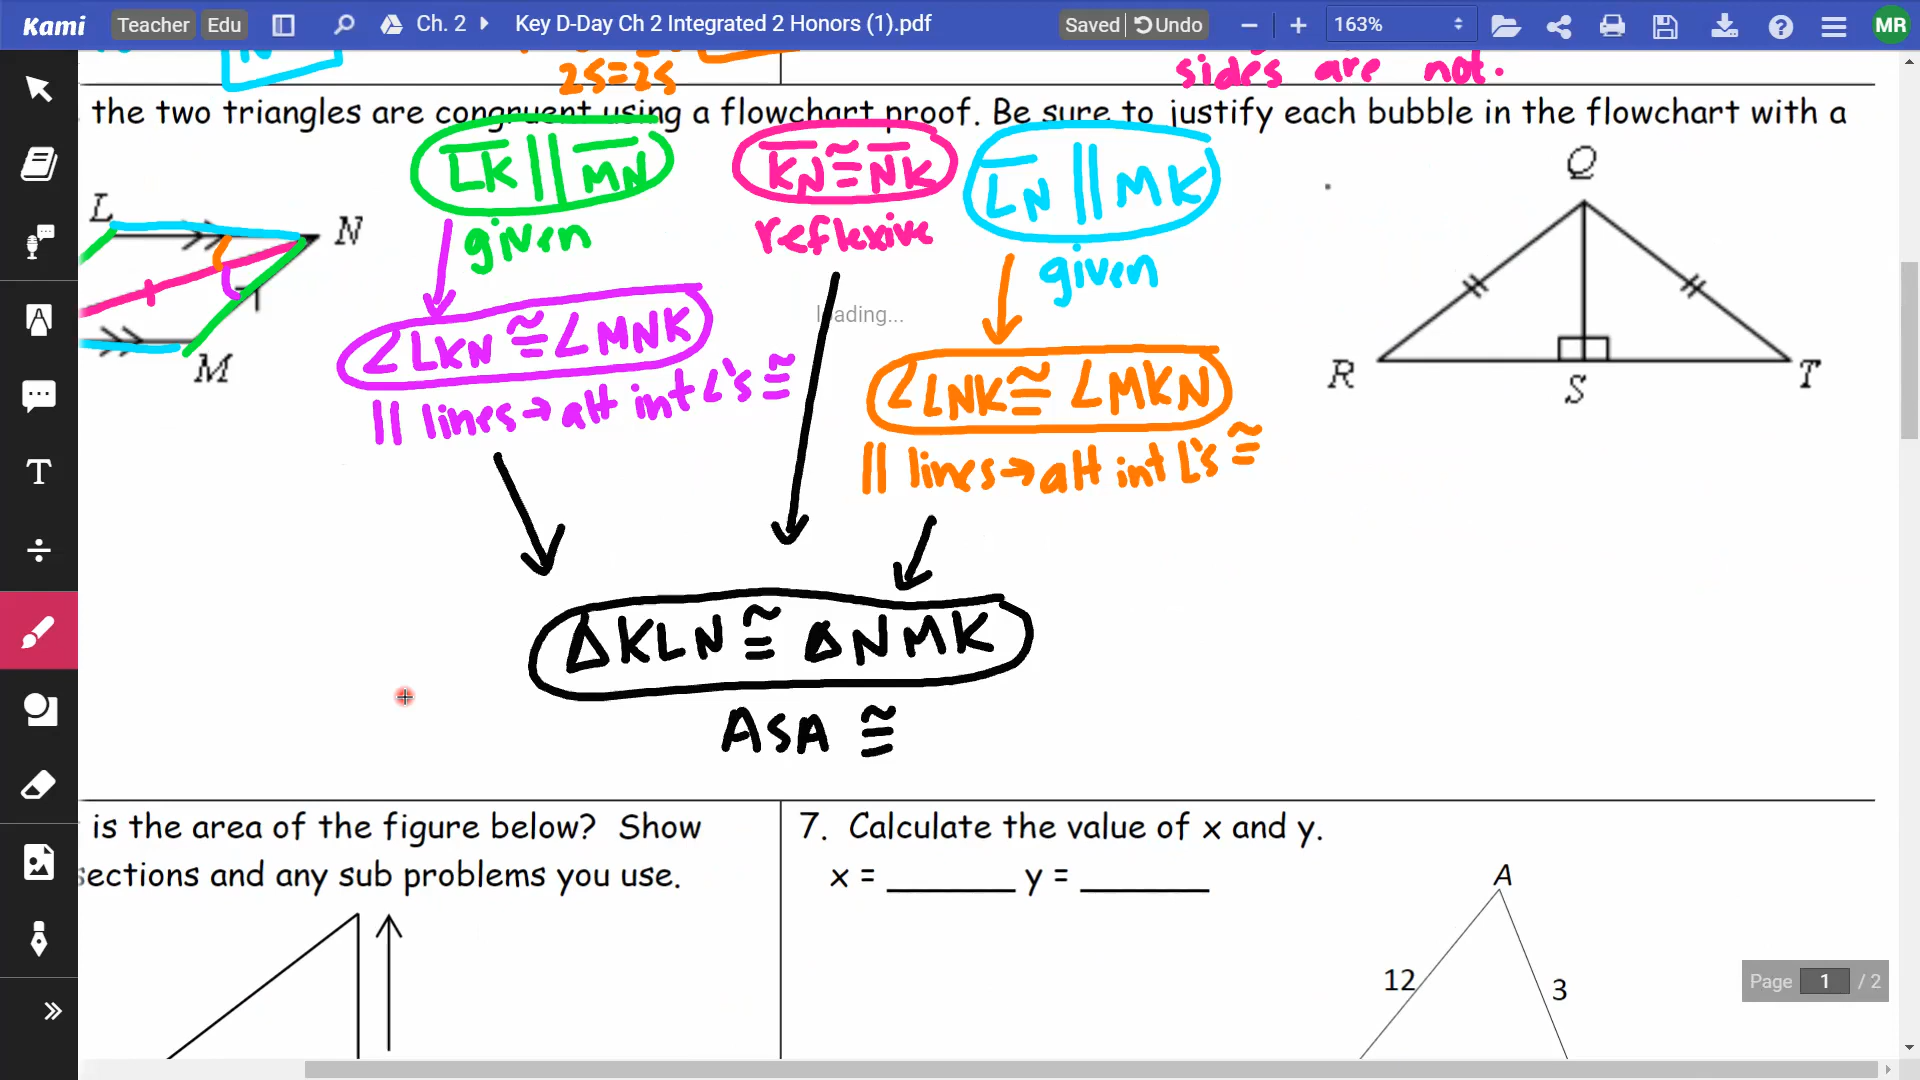 Kami Teacher Edu Ch. 2 Key D-Day Ch 2 Integrated 2 Honors (1).pdf Saved Undo 163% MR
2s=2s
sides are not.
the two triangles are congruent using a flowchart proof. Be sure to justify each bubble in the flowchart with a
LK || MN
KN ≅ NK
LN || MK
given
reflexive
given
L
N
M
∠LKN ≅ ∠MNK
|| lines → alt int ∠'s ≅
loading...
∠LNK ≅ ∠MKN
|| lines → alt int ∠'s ≅
Q
R
S
T
ΔKLN ≅ ΔNMK
ASA ≅
is the area of the figure below? Show
sections and any sub problems you use.
7. Calculate the value of x and y.
x = ________ y = ________
A
12
3
Page 1 / 2